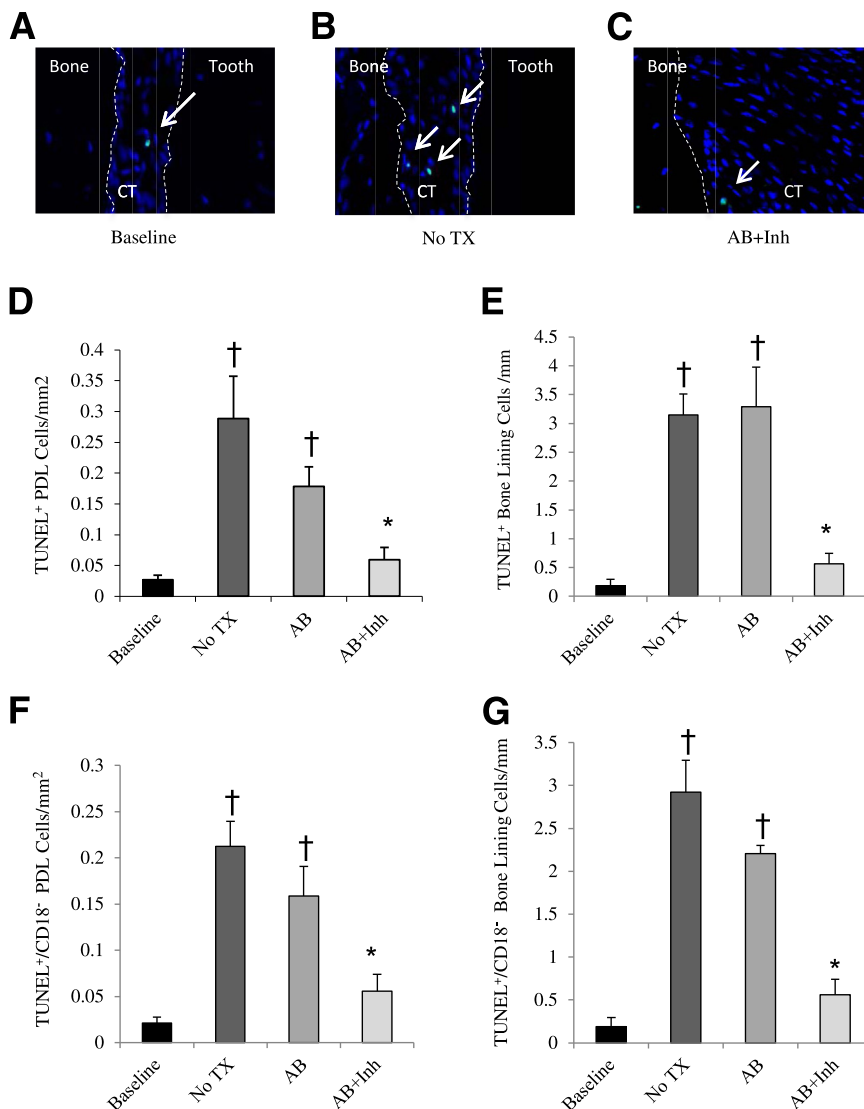 A
B
C
Bone
Tooth
CT
Bone
Tooth
CT
Bone
CT
Baseline
No TX
AB+Inh
D
TUNEL⁺ PDL Cells/mm2
0.4
0.35
0.3
0.25
0.2
0.15
0.1
0.05
0
†
†
*
Baseline
No TX
AB
AB+Inh
E
TUNEL⁺ Bone Lining Cells /mm
4.5
4
3.5
3
2.5
2
1.5
1
0.5
0
†
†
*
Baseline
No TX
AB
AB+Inh
F
TUNEL⁺/CD18⁻ PDL Cells/mm²
0.3
0.25
0.2
0.15
0.1
0.05
0
†
†
*
Baseline
No TX
AB
AB+Inh
G
TUNEL⁺/CD18⁻ Bone Lining Cells/mm
3.5
3
2.5
2
1.5
1
0.5
0
†
†
*
Baseline
No TX
AB
AB+Inh